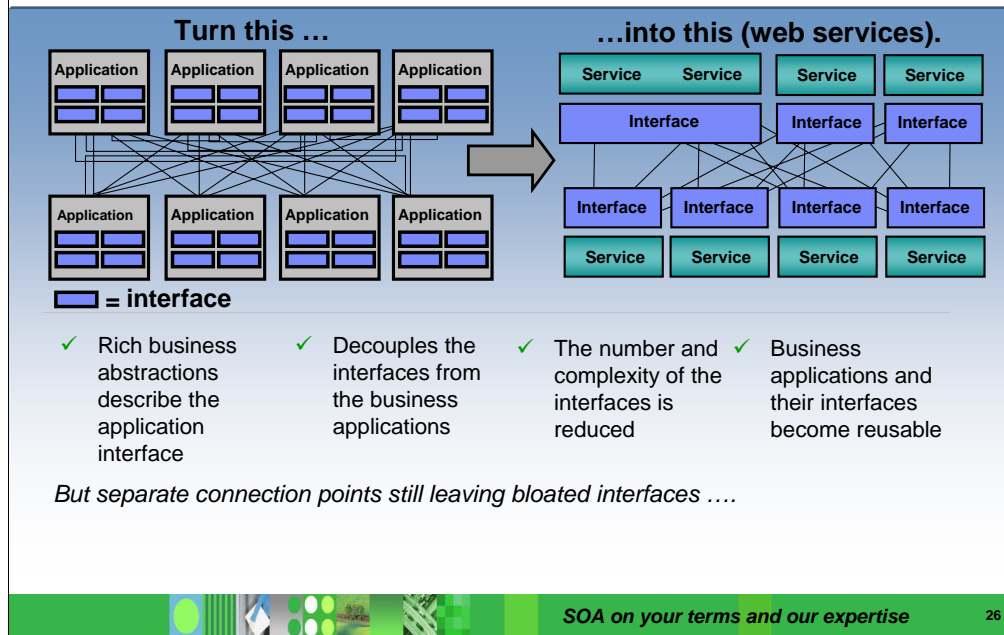 Turn this …
…into this (web services).
Application Application Application Application
Service Service Service Service
Interface Interface Interface
Application Application Application Application
Interface Interface Interface Interface
Service Service Service Service
= interface
✓ Rich business
abstractions
describe the
application
interface
✓ Decouples the
interfaces from
the business
applications
✓ The number and
complexity of the
interfaces is
reduced
✓ Business
applications and
their interfaces
become reusable
But separate connection points still leaving bloated interfaces ….
SOA on your terms and our expertise 26